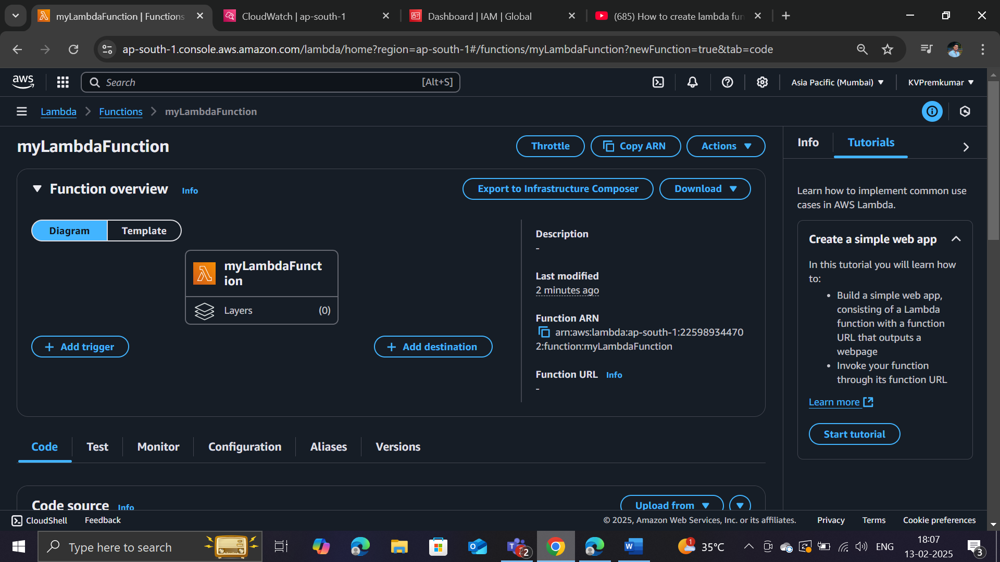 myLambdaFunction | Functions
CloudWatch | ap-south-1
Dashboard | IAM | Global
(685) How to create lambda fun
ap-south-1.console.aws.amazon.com/lambda/home?region=ap-south-1#/functions/myLambdaFunction?newFunction=true&tab=code
aws
Search
[Alt+S]
Asia Pacific (Mumbai)
KVPremkumar
Lambda
Functions
myLambdaFunction
myLambdaFunction
Throttle
Copy ARN
Actions
Info
Tutorials
Function overview
Info
Export to Infrastructure Composer
Download
Diagram
Template
myLambdaFunct
ion
Layers
(0)
Add trigger
Add destination
Description
-
Last modified
2 minutes ago
Function ARN
arn:aws:lambda:ap-south-1:22598934470
2:function:myLambdaFunction
Function URL Info
-
Learn how to implement common use
cases in AWS Lambda.
Create a simple web app
In this tutorial you will learn how
to:
• Build a simple web app,
consisting of a Lambda
function with a function
URL that outputs a
webpage
• Invoke your function
through its function URL
Learn more
Start tutorial
Code
Test
Monitor
Configuration
Aliases
Versions
Code source Info
Upload from
CloudShell
Feedback
© 2025, Amazon Web Services, Inc. or its affiliates.
Privacy
Terms
Cookie preferences
Type here to search
2
1
35°C
ENG
18:07
13-02-2025
3